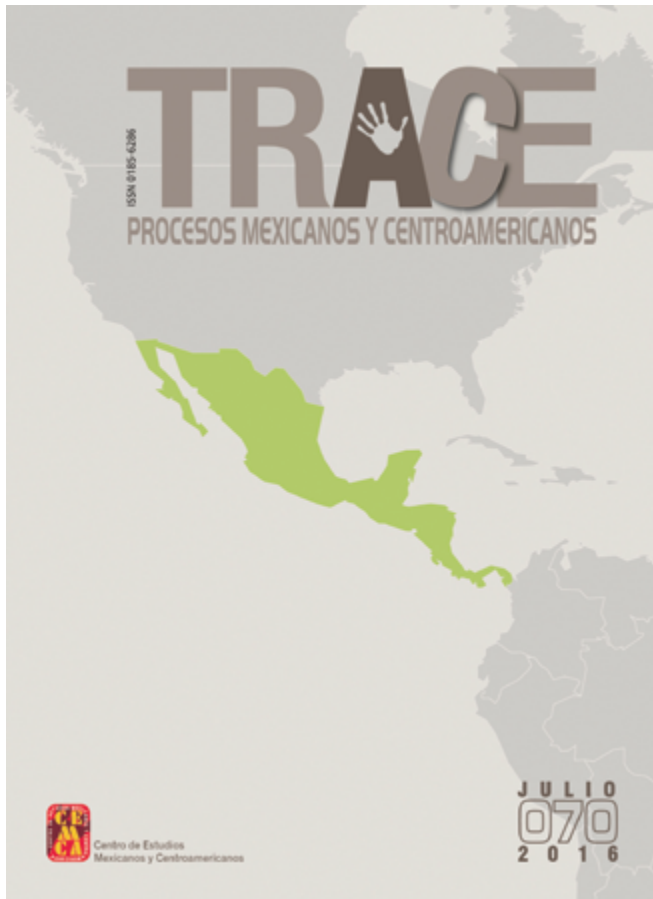 ISSN 0185-6286
TRACE
PROCESOS MEXICANOS Y CENTROAMERICANOS
JULIO
070
2016
CEMCA
Centro de Estudios
Mexicanos y Centroamericanos